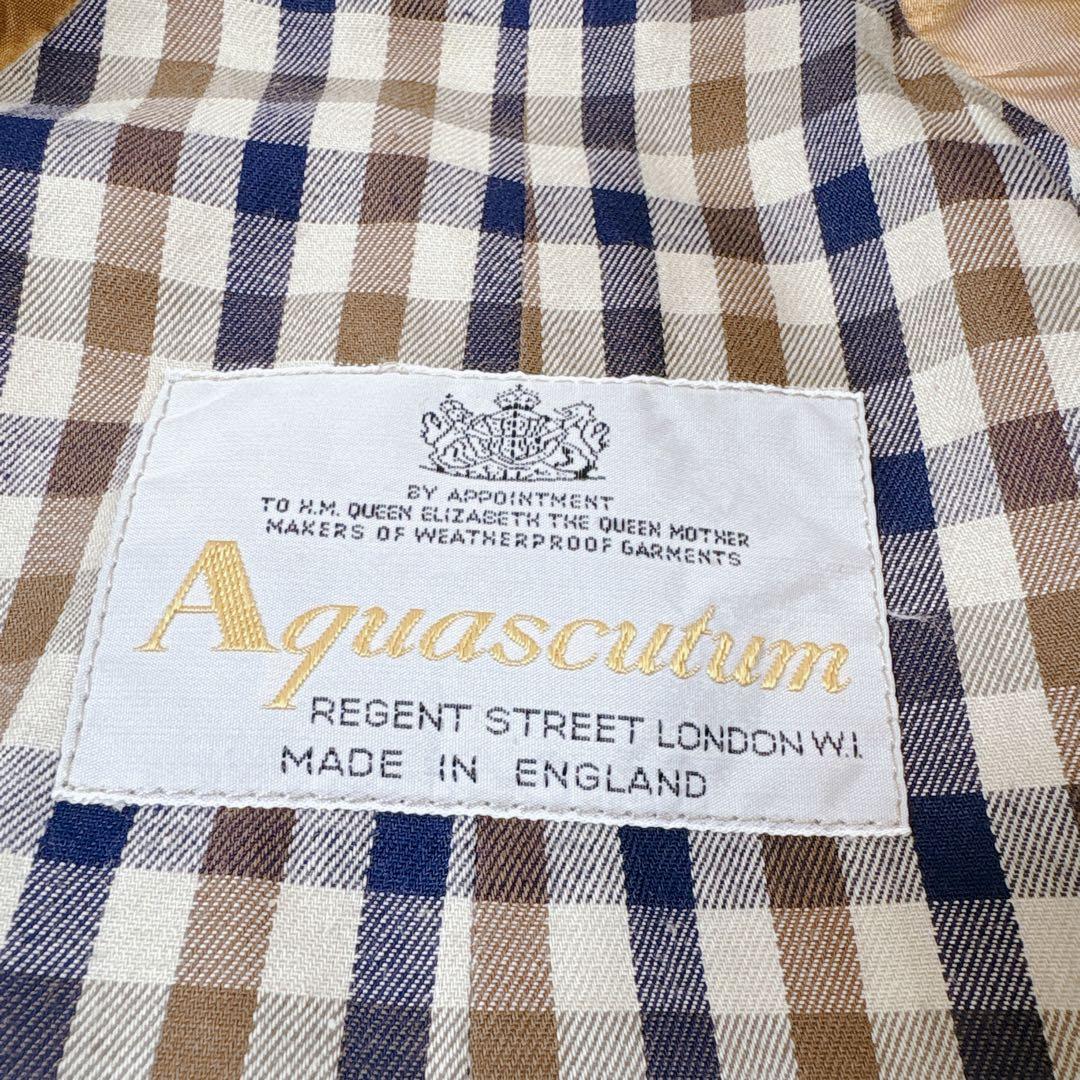 BY APPOINTMENT
TO H.M. QUEEN ELIZABETH THE QUEEN MOTHER
MAKERS OF WEATHERPROOF GARMENTS
Aquascutum
REGENT STREET LONDON W.I.
MADE IN ENGLAND